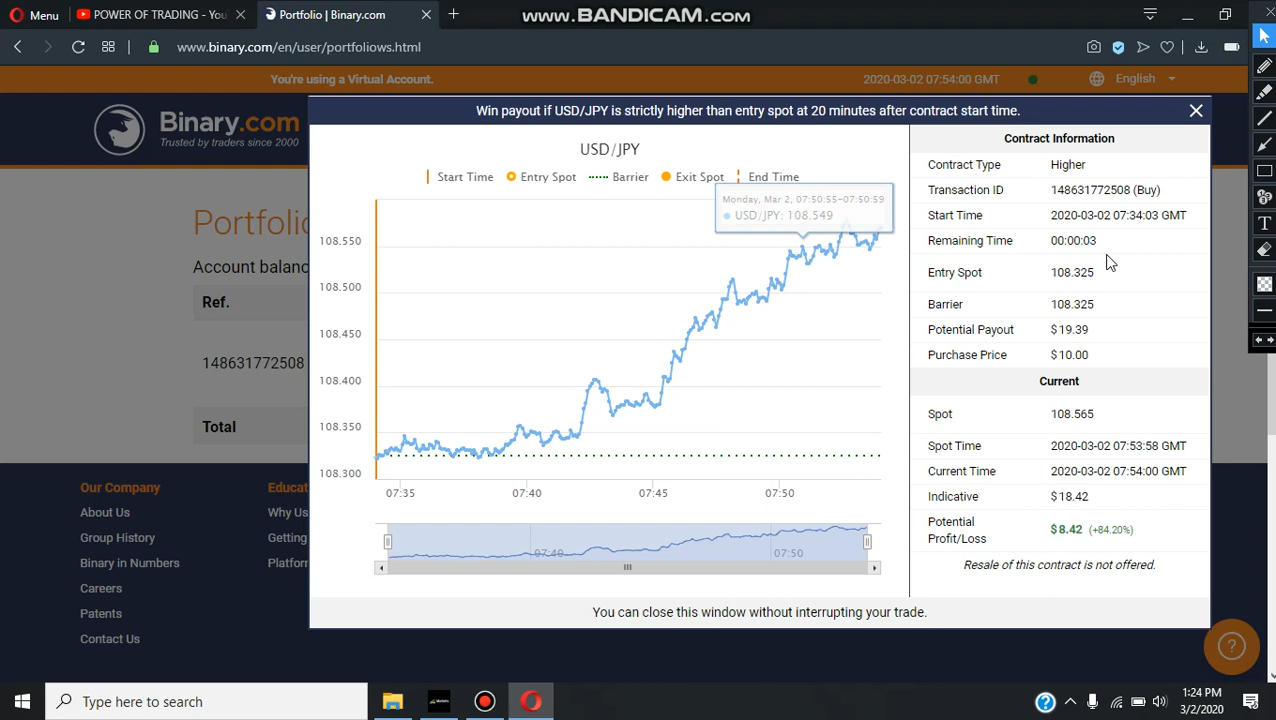 Menu POWER OF TRADING - You Portfolio | Binary.com
www.BANDICAM.com
www.binary.com/en/user/portfoliows.html
You're using a Virtual Account. 2020-03-02 07:54:00 GMT English
Binary.com
Trusted by traders since 2000
Win payout if USD/JPY is strictly higher than entry spot at 20 minutes after contract start time.
Portfolio
Account balanc
Ref.
148631772508
Total
USD/JPY
Start Time Entry Spot Barrier Exit Spot End Time
Monday, Mar 2, 07:50:55–07:50:59
USD/JPY: 108.549
108.550
108.500
108.450
108.400
108.350
108.300
07:35 07:40 07:45 07:50
07:40 07:50
Contract Information
Contract Type Higher
Transaction ID 148631772508 (Buy)
Start Time 2020-03-02 07:34:03 GMT
Remaining Time 00:00:03
Entry Spot 108.325
Barrier 108.325
Potential Payout $19.39
Purchase Price $10.00
Current
Spot 108.565
Spot Time 2020-03-02 07:53:58 GMT
Current Time 2020-03-02 07:54:00 GMT
Indicative $18.42
Potential
Profit/Loss $8.42 (+84.20%)
Resale of this contract is not offered.
You can close this window without interrupting your trade.
Our Company
About Us
Group History
Binary in Numbers
Careers
Patents
Contact Us
Educat
Why Us
Getting
Platforr
Type here to search
1:24 PM
3/2/2020